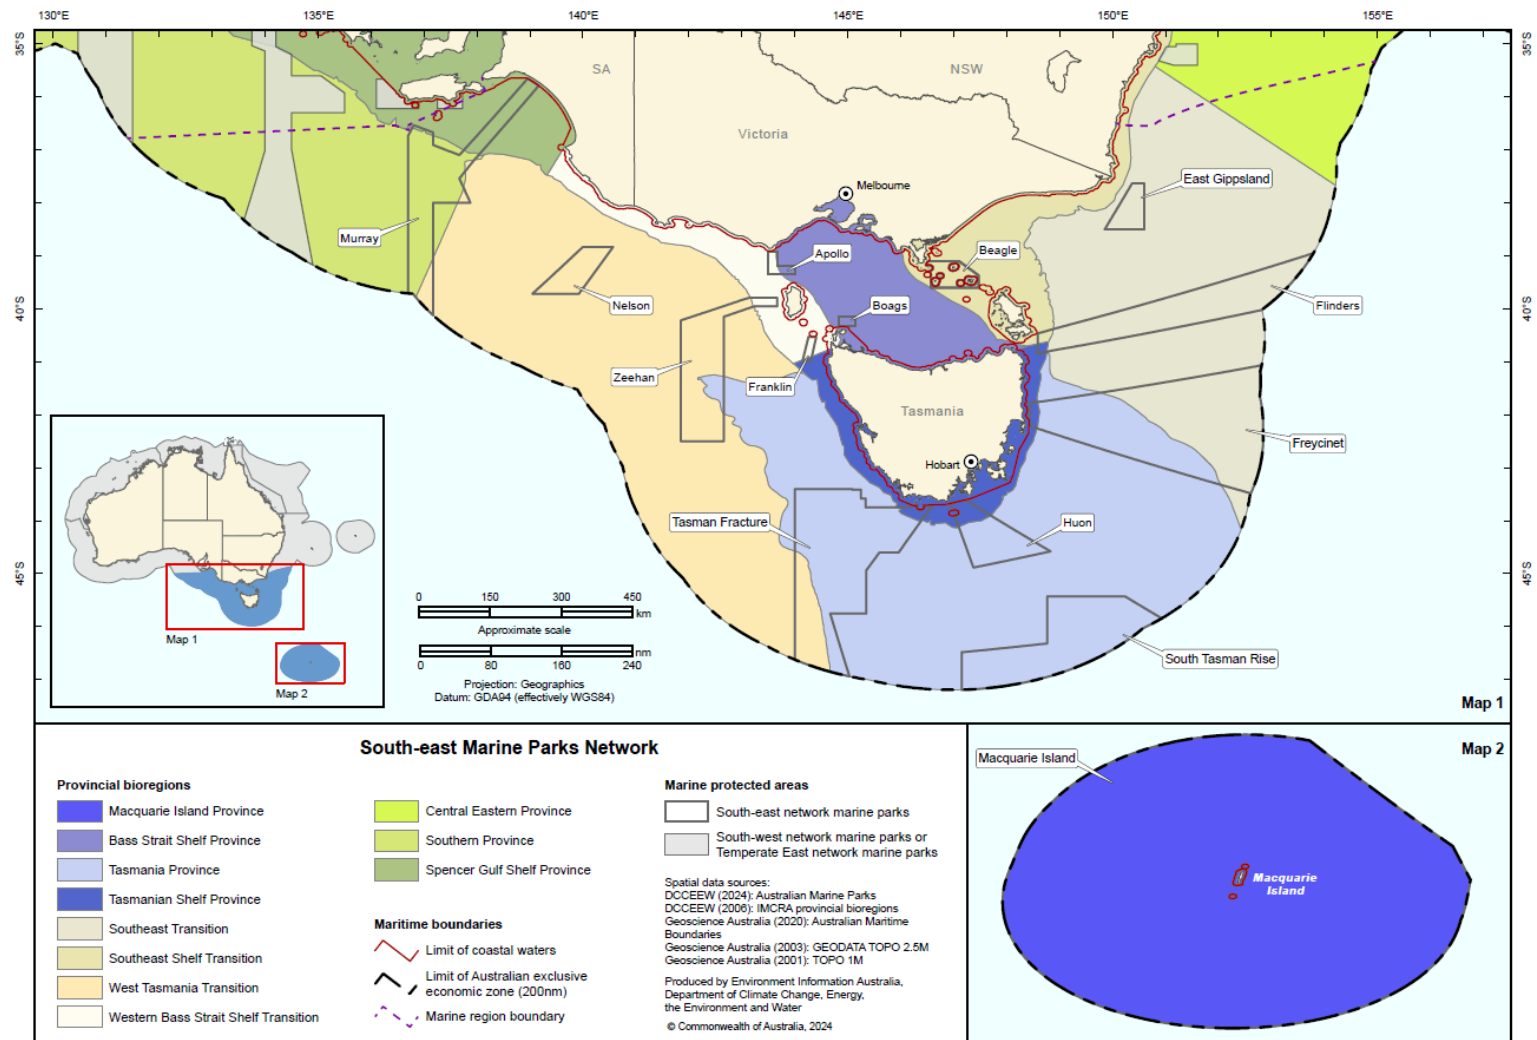 130°E 135°E 140°E 145°E 150°E 155°E
35°S 35°S
SA
NSW
Victoria
Melbourne
East Gippsland
Murray
Apollo
Beagle
Nelson
Boags
Flinders
40°S 40°S
Zeehan
Franklin
Tasmania
Freycinet
Hobart
Tasman Fracture
Huon
45°S 45°S
South Tasman Rise
Map 1
Map 2
0 150 300 450
km
Approximate scale
nm
0 80 160 240
Projection: Geographics
Datum: GDA94 (effectively WGS84)
Map 1
South-east Marine Parks Network
Provincial bioregions
Macquarie Island Province
Bass Strait Shelf Province
Tasmania Province
Tasmanian Shelf Province
Southeast Transition
Southeast Shelf Transition
West Tasmania Transition
Western Bass Strait Shelf Transition
Central Eastern Province
Southern Province
Spencer Gulf Shelf Province
Maritime boundaries
Limit of coastal waters
Limit of Australian exclusive
economic zone (200nm)
Marine region boundary
Marine protected areas
South-east network marine parks
South-west network marine parks or
Temperate East network marine parks
Spatial data sources:
DCCEEW (2024): Australian Marine Parks
DCCEEW (2006): IMCRA provincial bioregions
Geoscience Australia (2020): Australian Maritime
Boundaries
Geoscience Australia (2003): GEODATA TOPO 2.5M
Geoscience Australia (2001): TOPO 1M
Produced by Environment Information Australia,
Department of Climate Change, Energy,
the Environment and Water
© Commonwealth of Australia, 2024
Map 2
Macquarie Island
Macquarie
Island